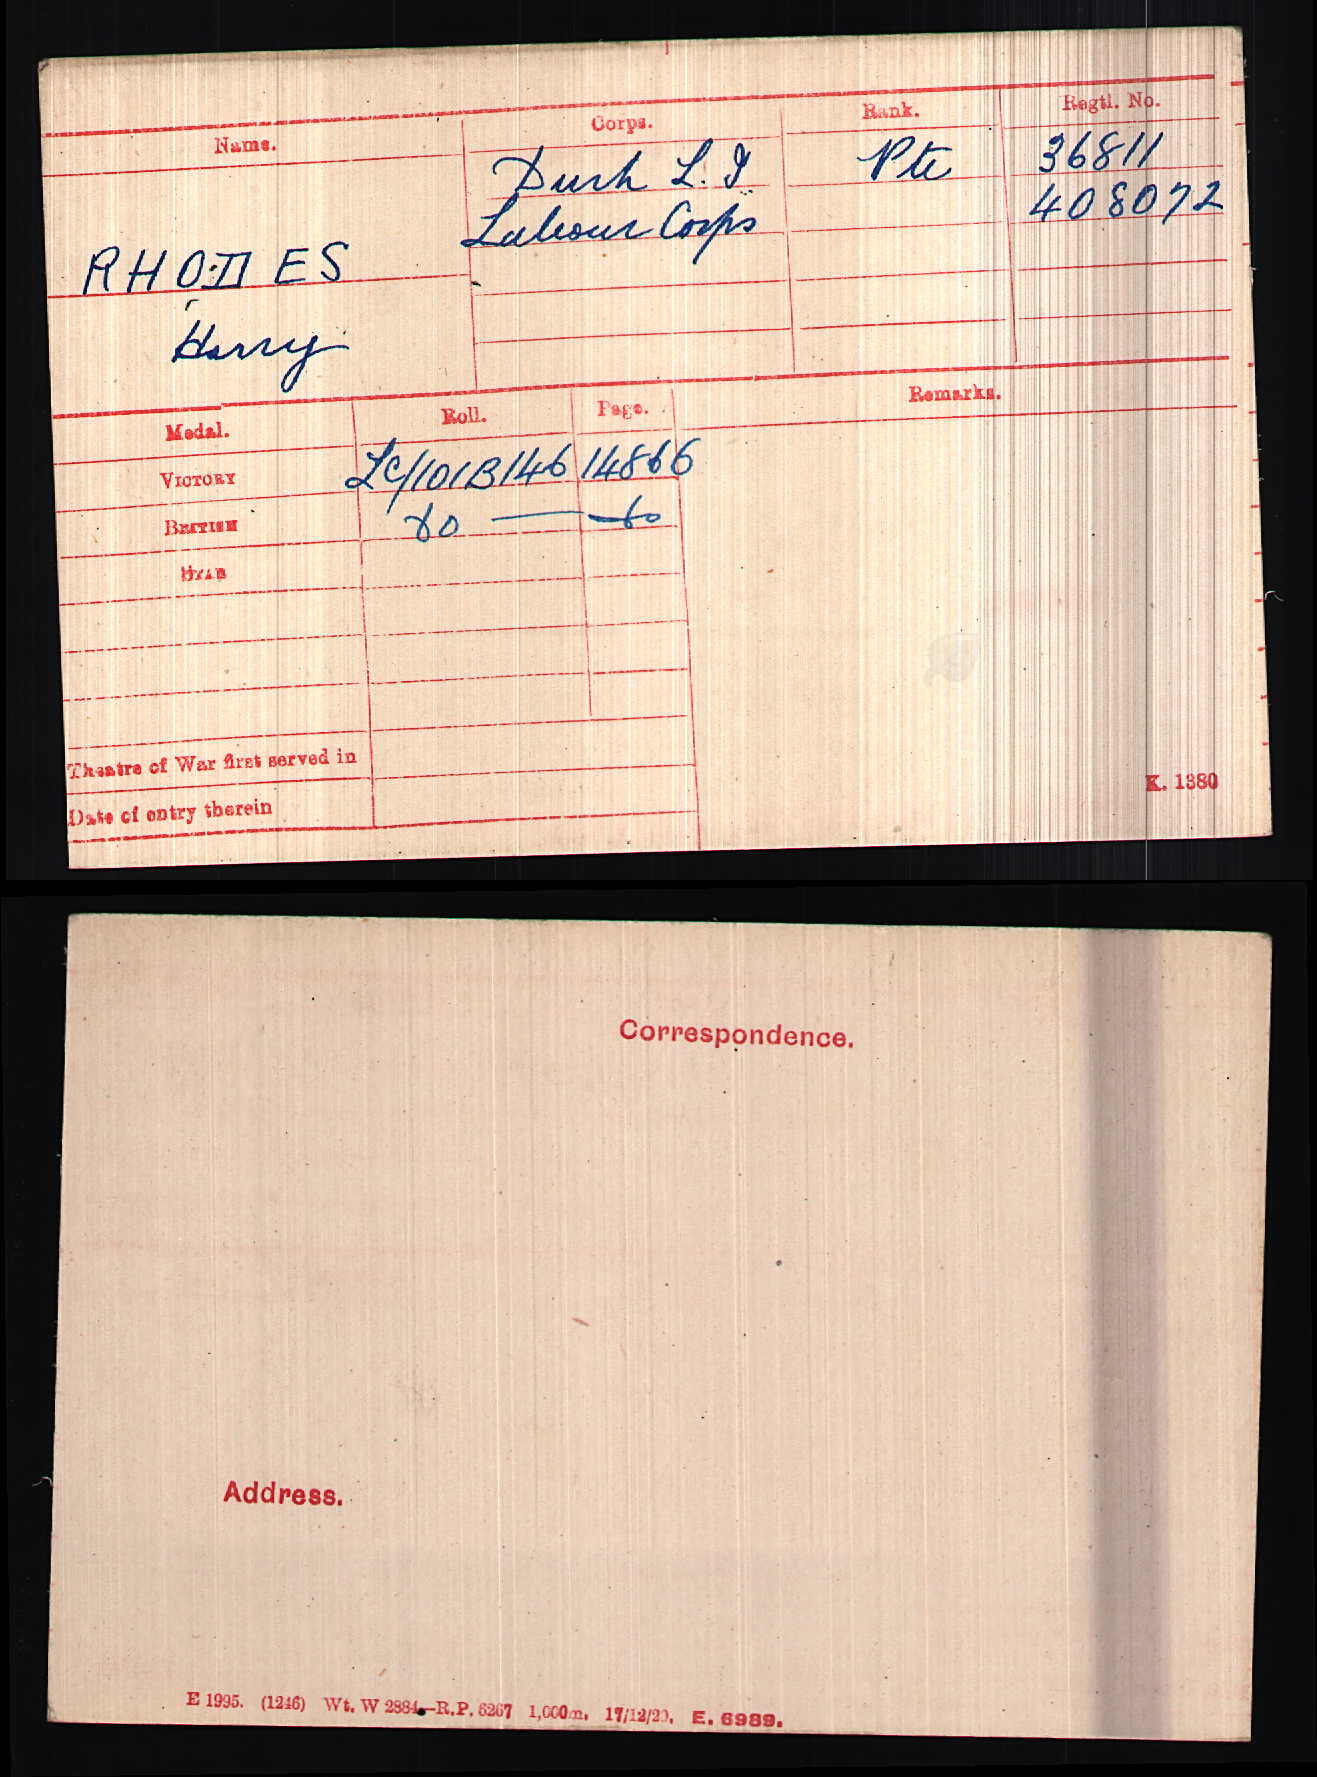 Name. Corps. Rank. Regtl. No.
Durh L.I Pte 36811
Labour Corps 408072
RHODES
Harry
Medal. Roll. Page. Remarks.
VICTORY LC/101B146 14866
BRITISH do — do
STAR
Theatre of War first served in
Date of entry therein
K. 1380
Correspondence.
Address.
E 1995. (1246) Wt. W 2884—R.P. 6267 1,000m. 17/12/20. E. 6989.